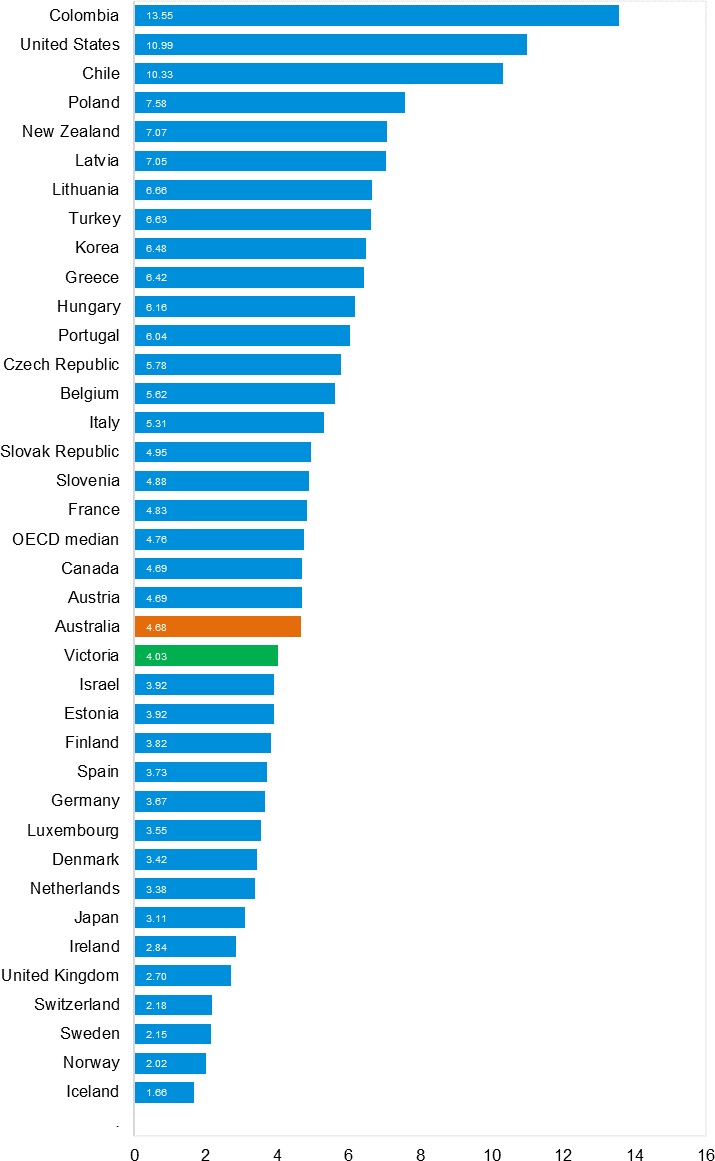 Colombia 13.55
United States 10.99
Chile 10.33
Poland 7.58
New Zealand 7.07
Latvia 7.05
Lithuania 6.66
Turkey 6.63
Korea 6.48
Greece 6.42
Hungary 6.16
Portugal 6.04
Czech Republic 5.78
Belgium 5.62
Italy 5.31
Slovak Republic 4.95
Slovenia 4.88
France 4.83
OECD median 4.76
Canada 4.69
Austria 4.69
Australia 4.68
Victoria 4.03
Israel 3.92
Estonia 3.92
Finland 3.82
Spain 3.73
Germany 3.67
Luxembourg 3.55
Denmark 3.42
Netherlands 3.38
Japan 3.11
Ireland 2.84
United Kingdom 2.70
Switzerland 2.18
Sweden 2.15
Norway 2.02
Iceland 1.66
.
0 2 4 6 8 10 12 14 16